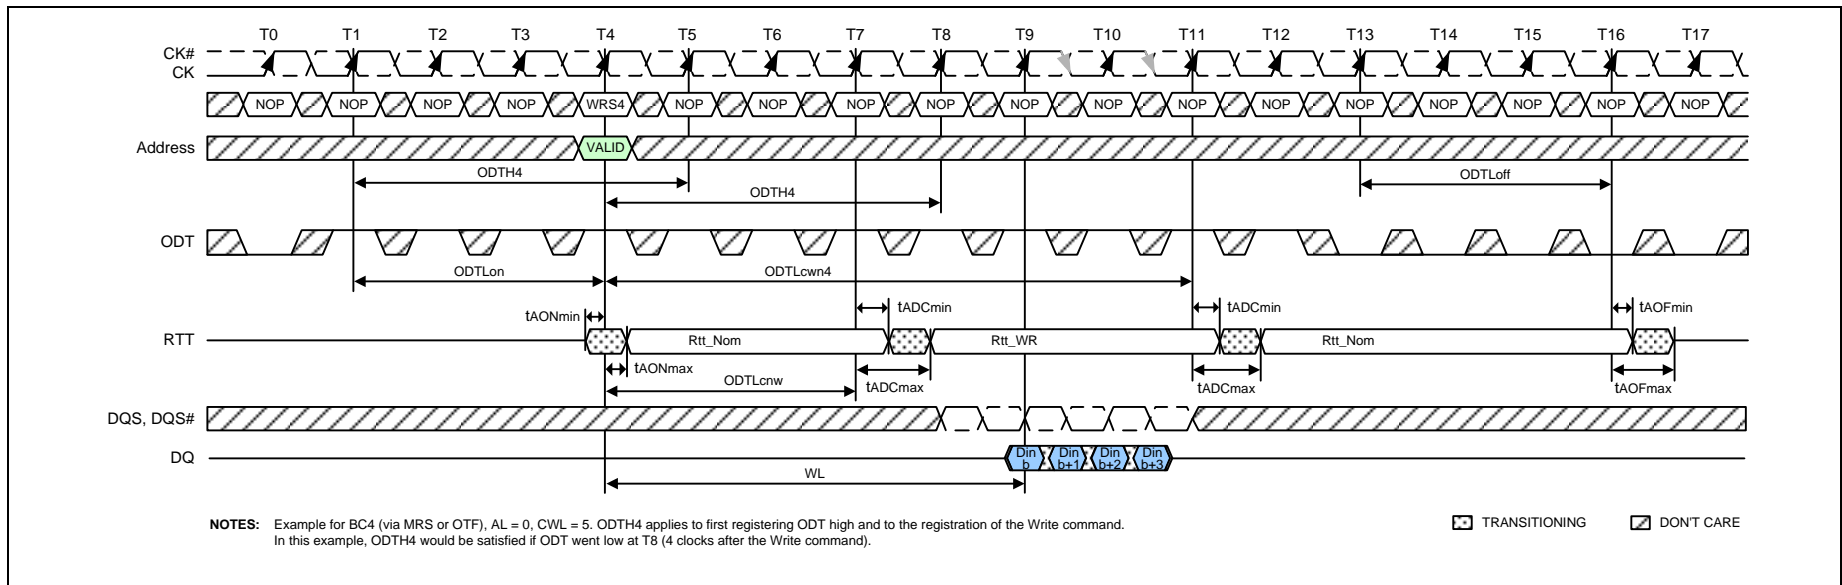 T0 T1 T2 T3 T4 T5 T6 T7 T8 T9 T10 T11 T12 T13 T14 T15 T16 T17
CK#
CK
NOP NOP NOP NOP WRS4 NOP NOP NOP NOP NOP NOP NOP NOP NOP NOP NOP NOP NOP
Address VALID
ODTH4 ODTLoff
ODTH4
ODT
ODTLon ODTLcwn4
tAONmin tADCmin tADCmin tAOFmin
RTT Rtt_Nom Rtt_WR Rtt_Nom
tAONmax ODTLcnw tADCmax tADCmax tAOFmax
DQS, DQS#
DQ Din b Din b+1 Din b+2 Din b+3
WL
NOTES: Example for BC4 (via MRS or OTF), AL = 0, CWL = 5. ODTH4 applies to first registering ODT high and to the registration of the Write command.
In this example, ODTH4 would be satisfied if ODT went low at T8 (4 clocks after the Write command).
TRANSITIONING DON'T CARE